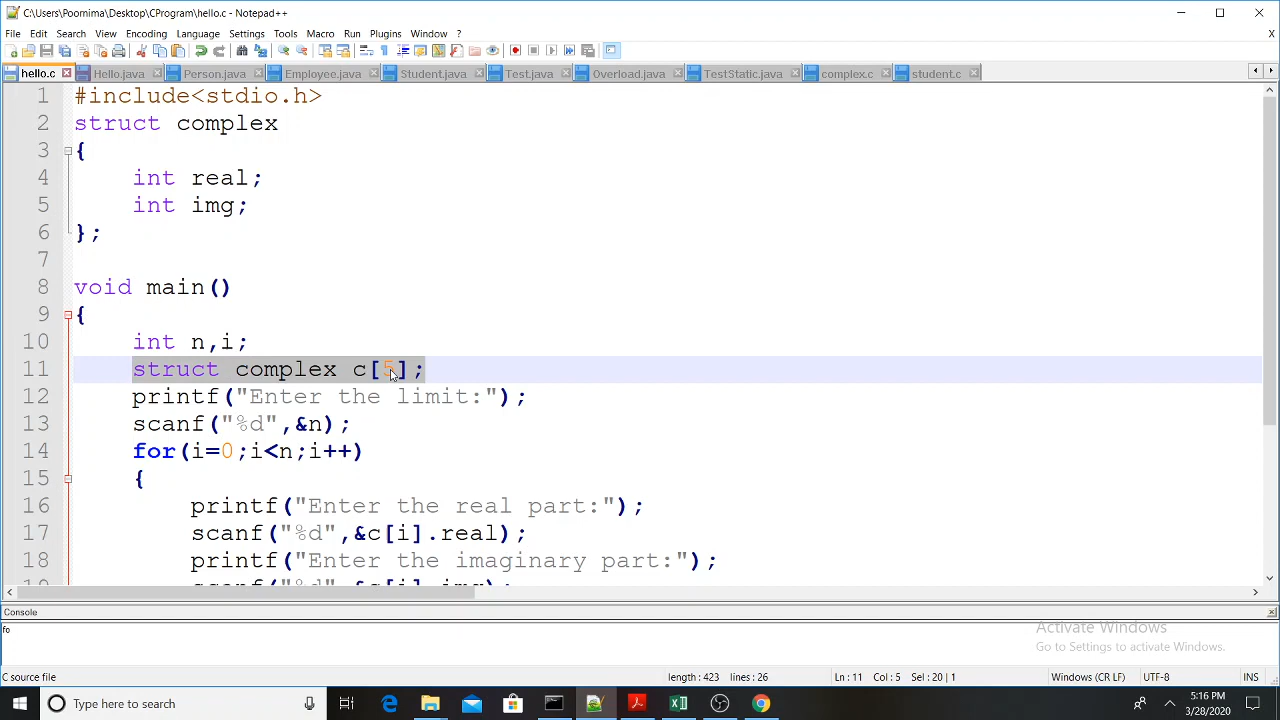 C:\Users\Poornima\Desktop\CProgram\hello.c - Notepad++
File Edit Search View Encoding Language Settings Tools Macro Run Plugins Window ?
X
hello.c Hello.java Person.java Employee.java Student.java Test.java Overload.java TestStatic.java complex.c student.c
1 #include<stdio.h>
2 struct complex
3 {
4 int real;
5 int img;
6 };
7
8 void main()
9 {
10 int n,i;
11 struct complex c[5];
12 printf("Enter the limit:");
13 scanf("%d",&n);
14 for(i=0;i<n;i++)
15 {
16 printf("Enter the real part:");
17 scanf("%d",&c[i].real);
18 printf("Enter the imaginary part:");
19 scanf("%d",&c[i].img);
Console
fo
Activate Windows
Go to Settings to activate Windows.
C source file length : 423 lines : 26 Ln : 11 Col : 5 Sel : 20 | 1 Windows (CR LF) UTF-8 INS
Type here to search
5:16 PM
3/28/2020